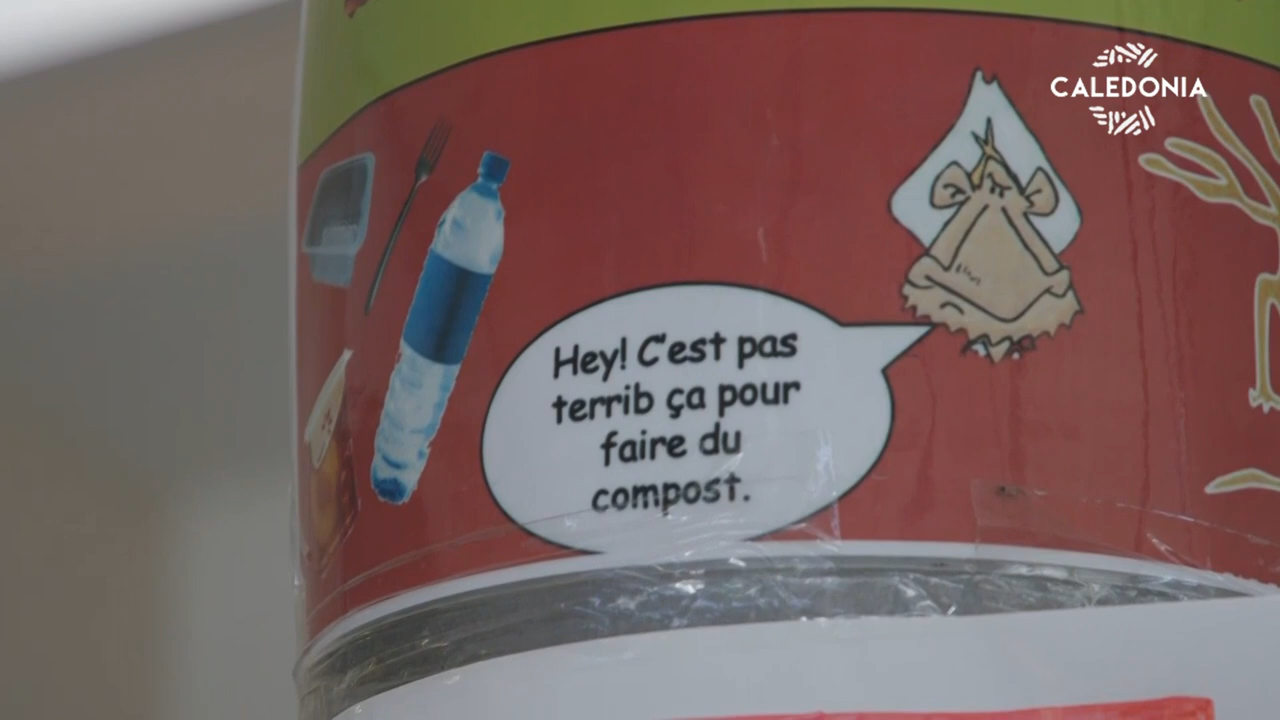 CALEDONIA
Hey! C'est pas
terrib ça pour
faire du
compost.